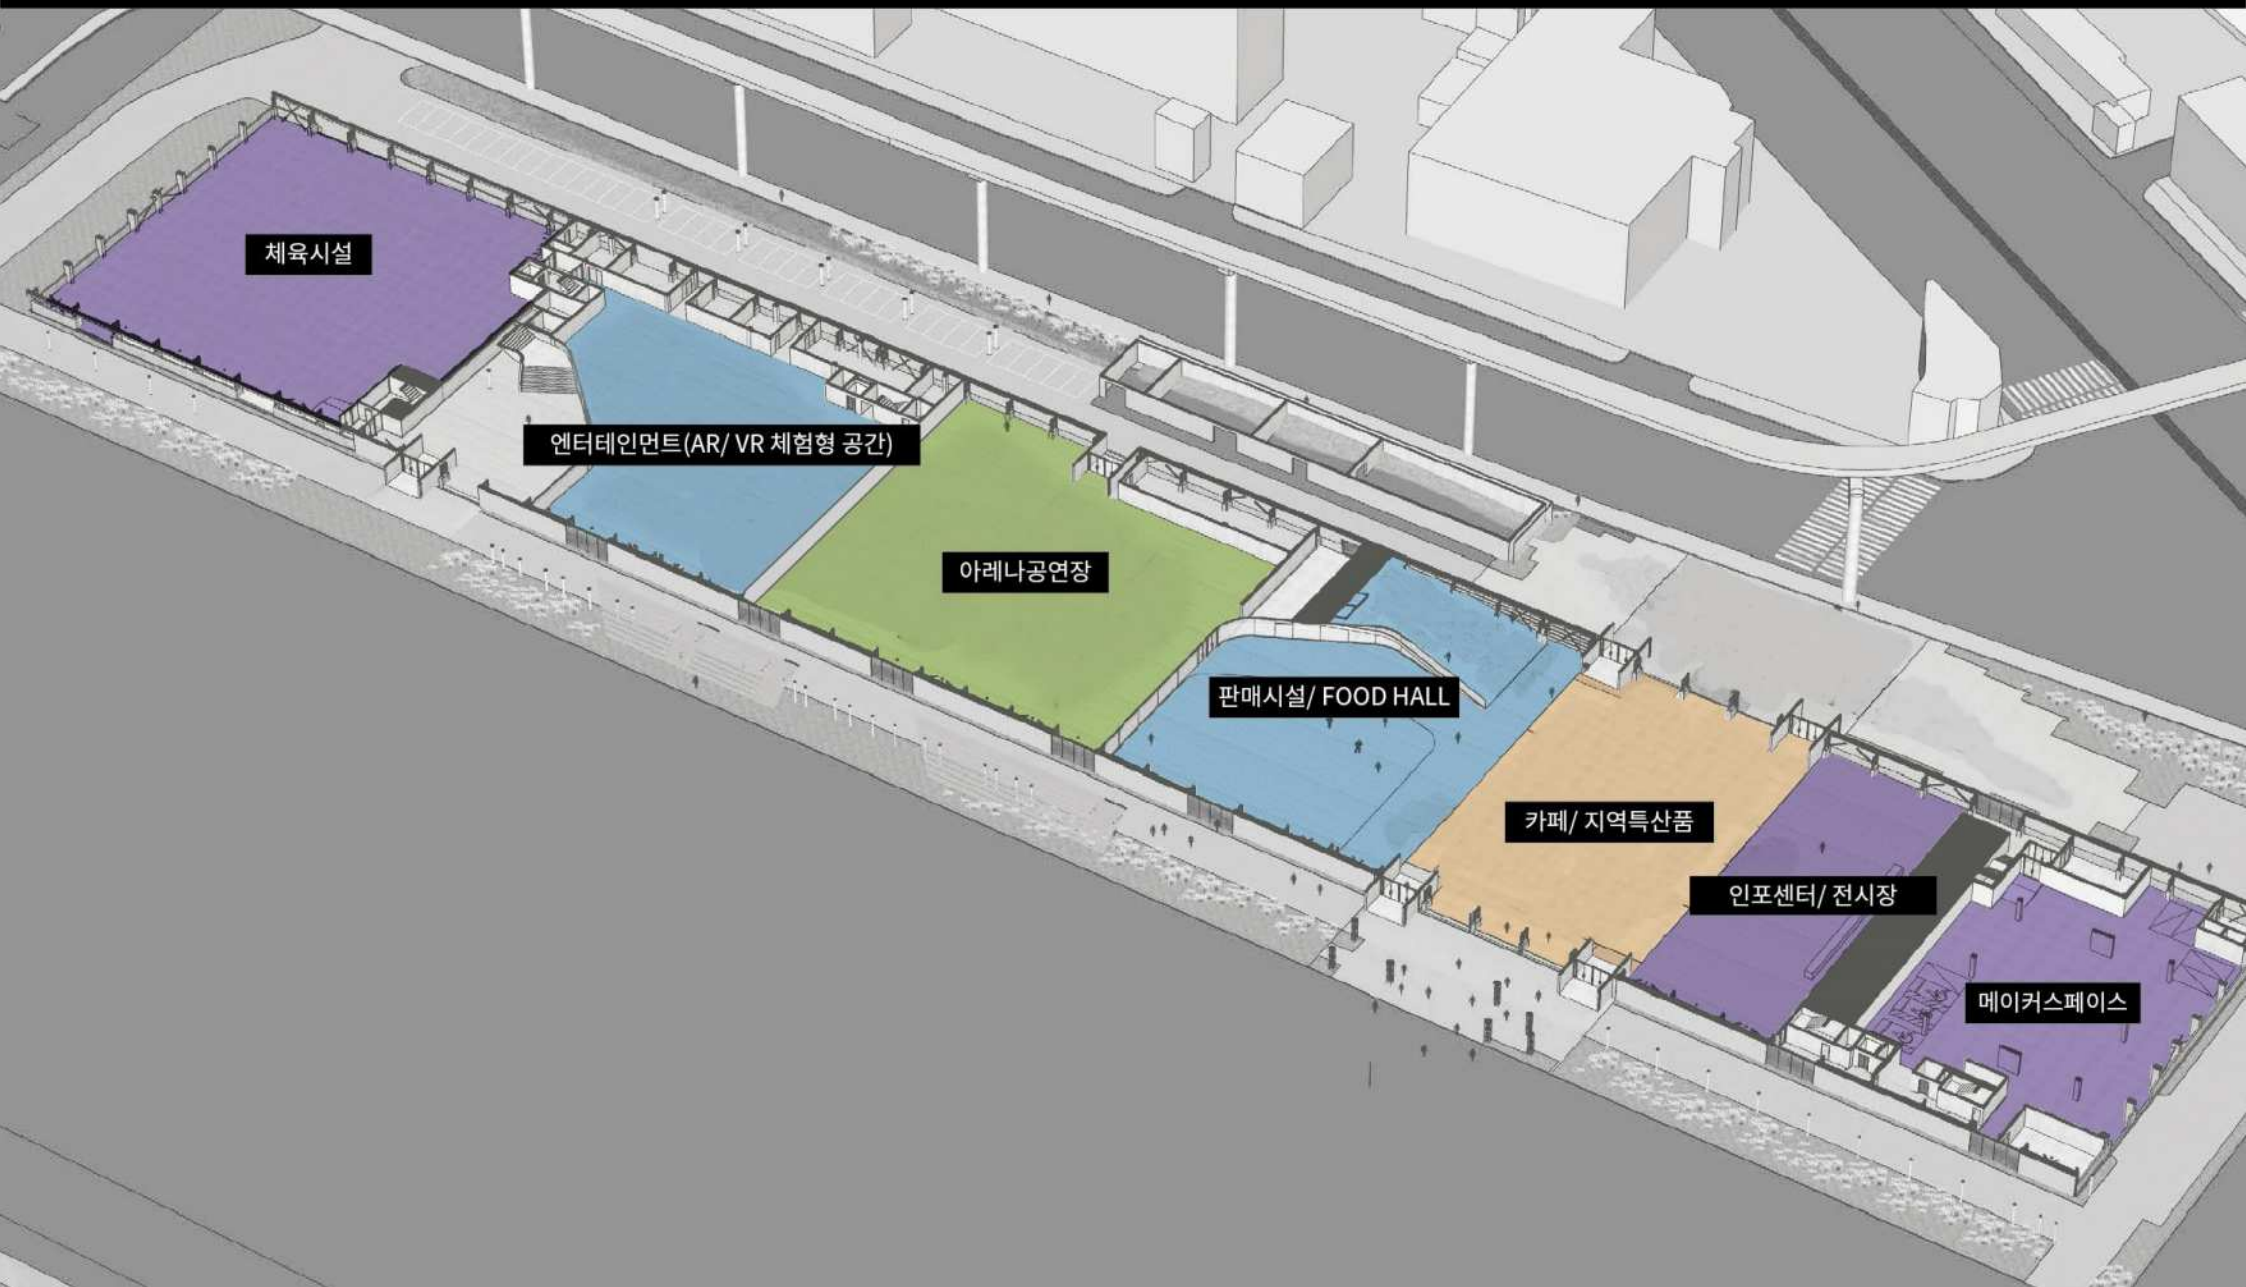 체육시설
엔터테인먼트(AR/ VR 체험형 공간)
아레나공연장
판매시설/ FOOD HALL
카페/ 지역특산품
인포센터/ 전시장
메이커스페이스